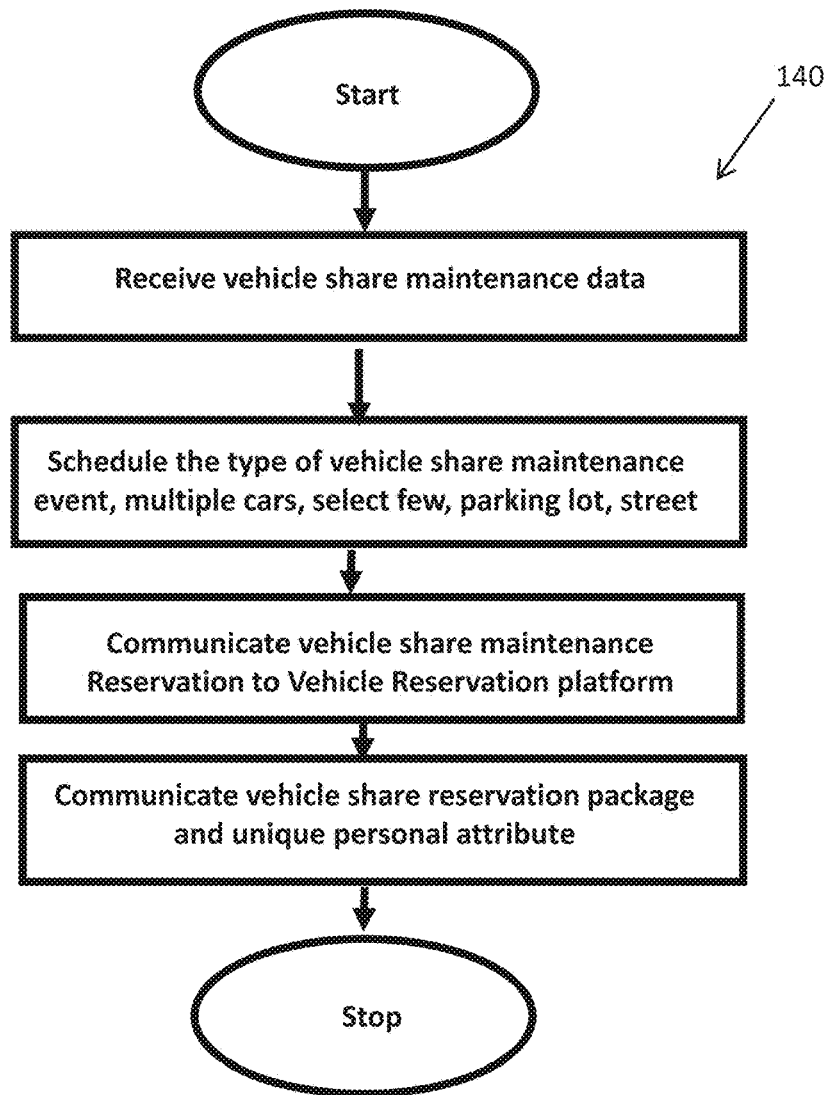 Start
140
Receive vehicle share maintenance data
Schedule the type of vehicle share maintenance
event, multiple cars, select few, parking lot, street
Communicate vehicle share maintenance
Reservation to Vehicle Reservation platform
Communicate vehicle share reservation package
and unique personal attribute
Stop